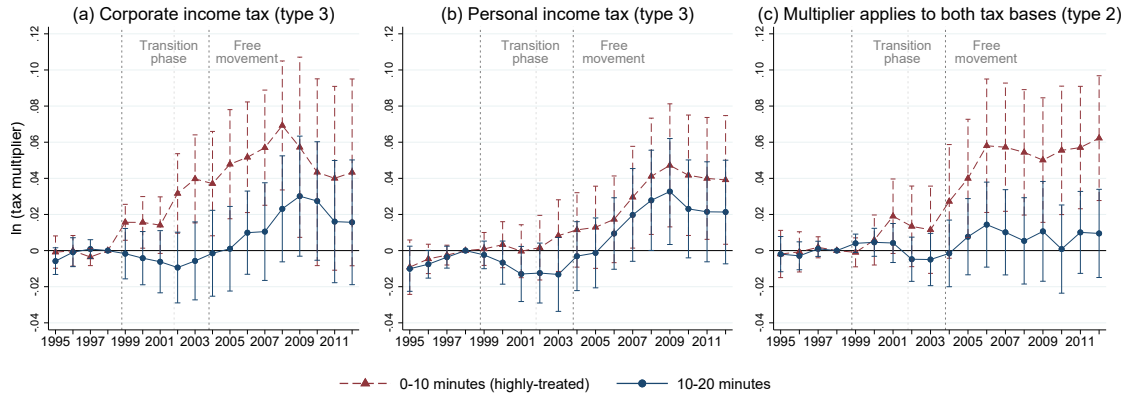 (a) Corporate income tax (type 3)
(b) Personal income tax (type 3)
(c) Multiplier applies to both tax bases (type 2)
ln (tax multiplier)
.12
.10
.08
.06
.04
.02
0
-.02
-.04
Transition
phase
Free
movement
1995 1997 1999 2001 2003 2005 2007 2009 2011
.12
.10
.08
.06
.04
.02
0
-.02
-.04
Transition
phase
Free
movement
1995 1997 1999 2001 2003 2005 2007 2009 2011
.12
.10
.08
.06
.04
.02
0
-.02
-.04
Transition
phase
Free
movement
1995 1997 1999 2001 2003 2005 2007 2009 2011
0-10 minutes (highly-treated)
10-20 minutes